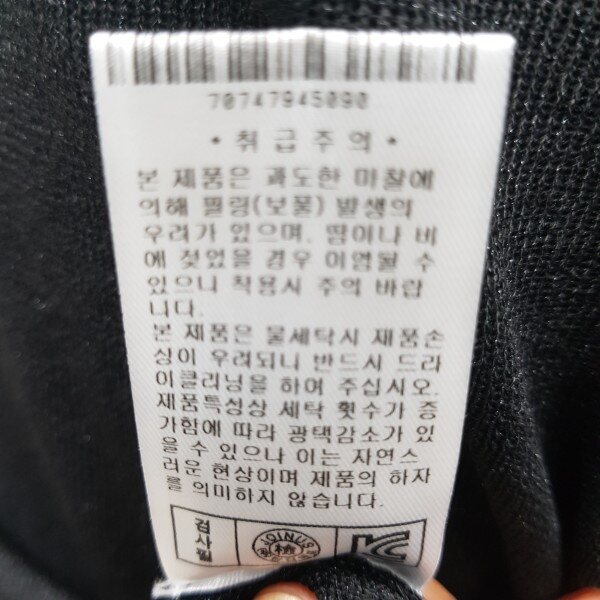 70747945090
• 취급주의 •
본 제품은 과도한 마찰에
의해 필링(보풀) 발생의
우려가 있으며, 땀이나 비
에 젖었을 경우 이염될 수
있으니 착용시 주의 바랍
니다.
본 제품은 물세탁시 제품손
상이 우려되니 반드시 드라
이클리닝을 하여 주십시오.
제품특성상 세탁 횟수가 증
가함에 따라 광택감소가 있
을 수 있으나 이는 자연스
러운 현상이며 제품의 하자
를 의미하지 않습니다.
검사필
JOINUS
檢
KC